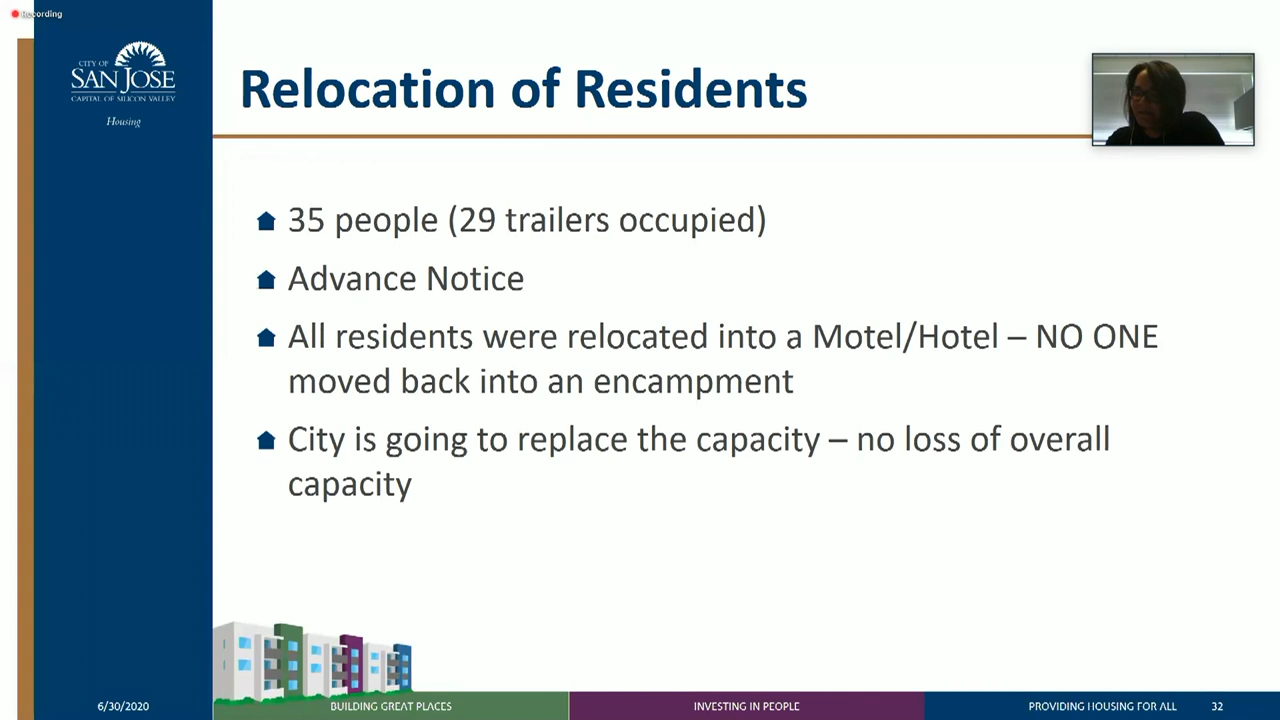 Recording
CITY OF
SAN JOSE
CAPITAL OF SILICON VALLEY
Housing
Relocation of Residents
35 people (29 trailers occupied)
Advance Notice
All residents were relocated into a Motel/Hotel – NO ONE
moved back into an encampment
City is going to replace the capacity – no loss of overall
capacity
6/30/2020
BUILDING GREAT PLACES
INVESTING IN PEOPLE
PROVIDING HOUSING FOR ALL
32